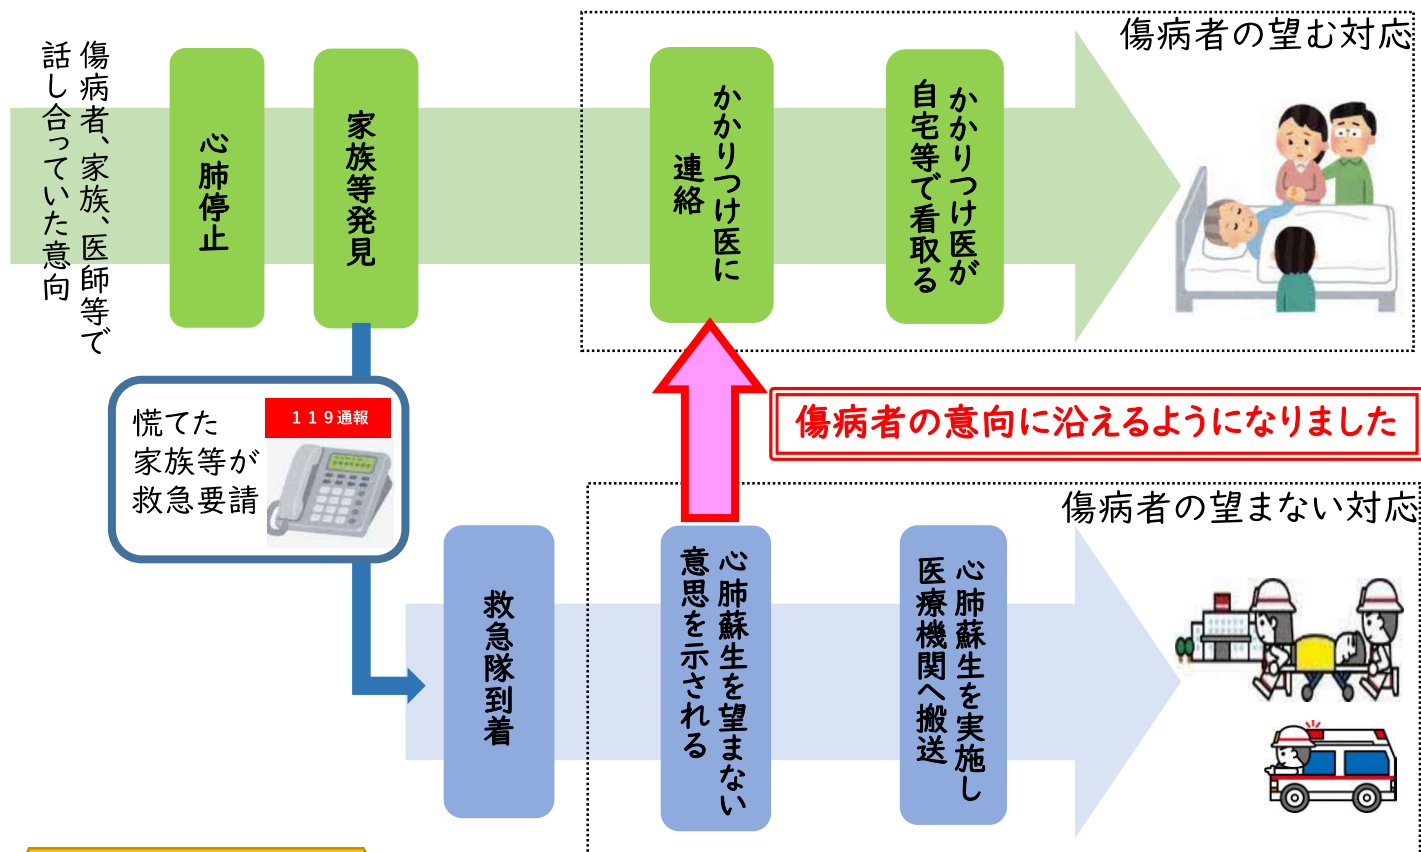 傷病者、家族、医師等で
話し合っていた意向
心肺停止
家族等発見
傷病者の望む対応
かかりつけ医に
連絡
かかりつけ医が
自宅等で看取る
慌てた
家族等が
救急要請
119通報
傷病者の意向に沿えるようになりました
救急隊到着
傷病者の望まない対応
心肺蘇生を望まない
意思を示される
心肺蘇生を実施し
医療機関へ搬送